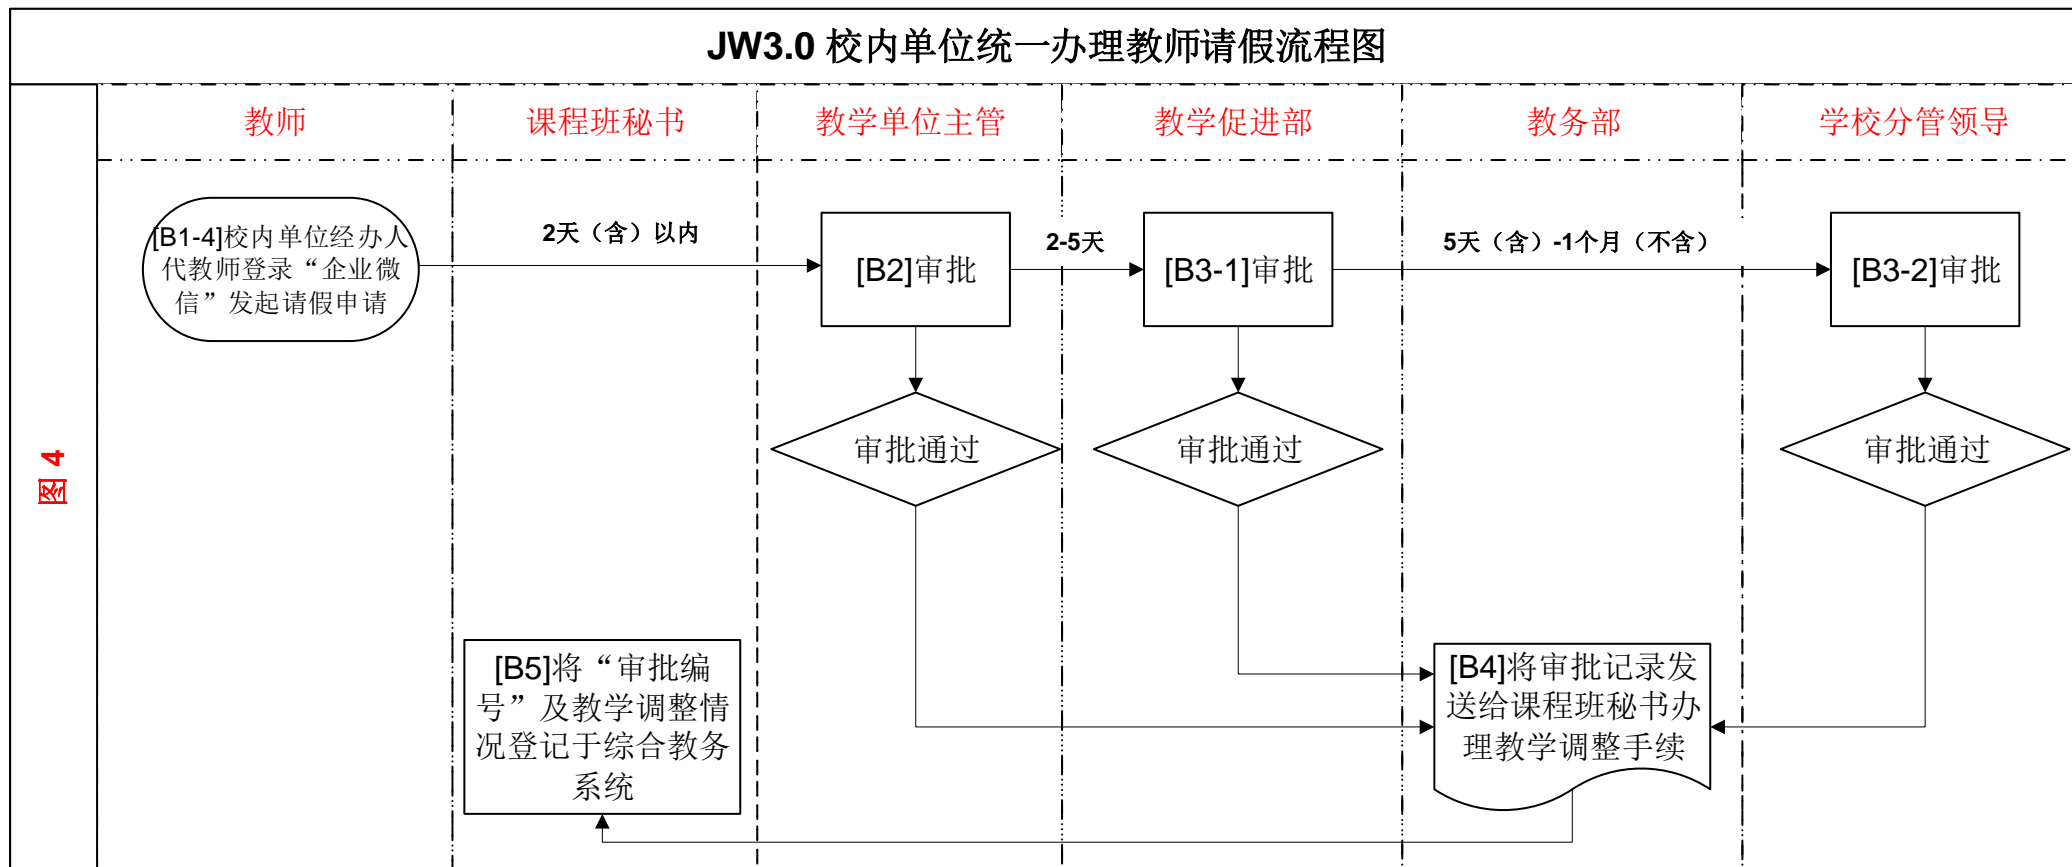 JW3.0 校内单位统一办理教师请假流程图
图 4
教师
课程班秘书
教学单位主管
教学促进部
教务部
学校分管领导
[B1-4]校内单位经办人
代教师登录“企业微
信”发起请假申请
2天（含）以内
[B2]审批
2-5天
[B3-1]审批
5天（含）-1个月（不含）
[B3-2]审批
审批通过
审批通过
审批通过
[B5]将“审批编
号”及教学调整情
况登记于综合教务
系统
[B4]将审批记录发
送给课程班秘书办
理教学调整手续